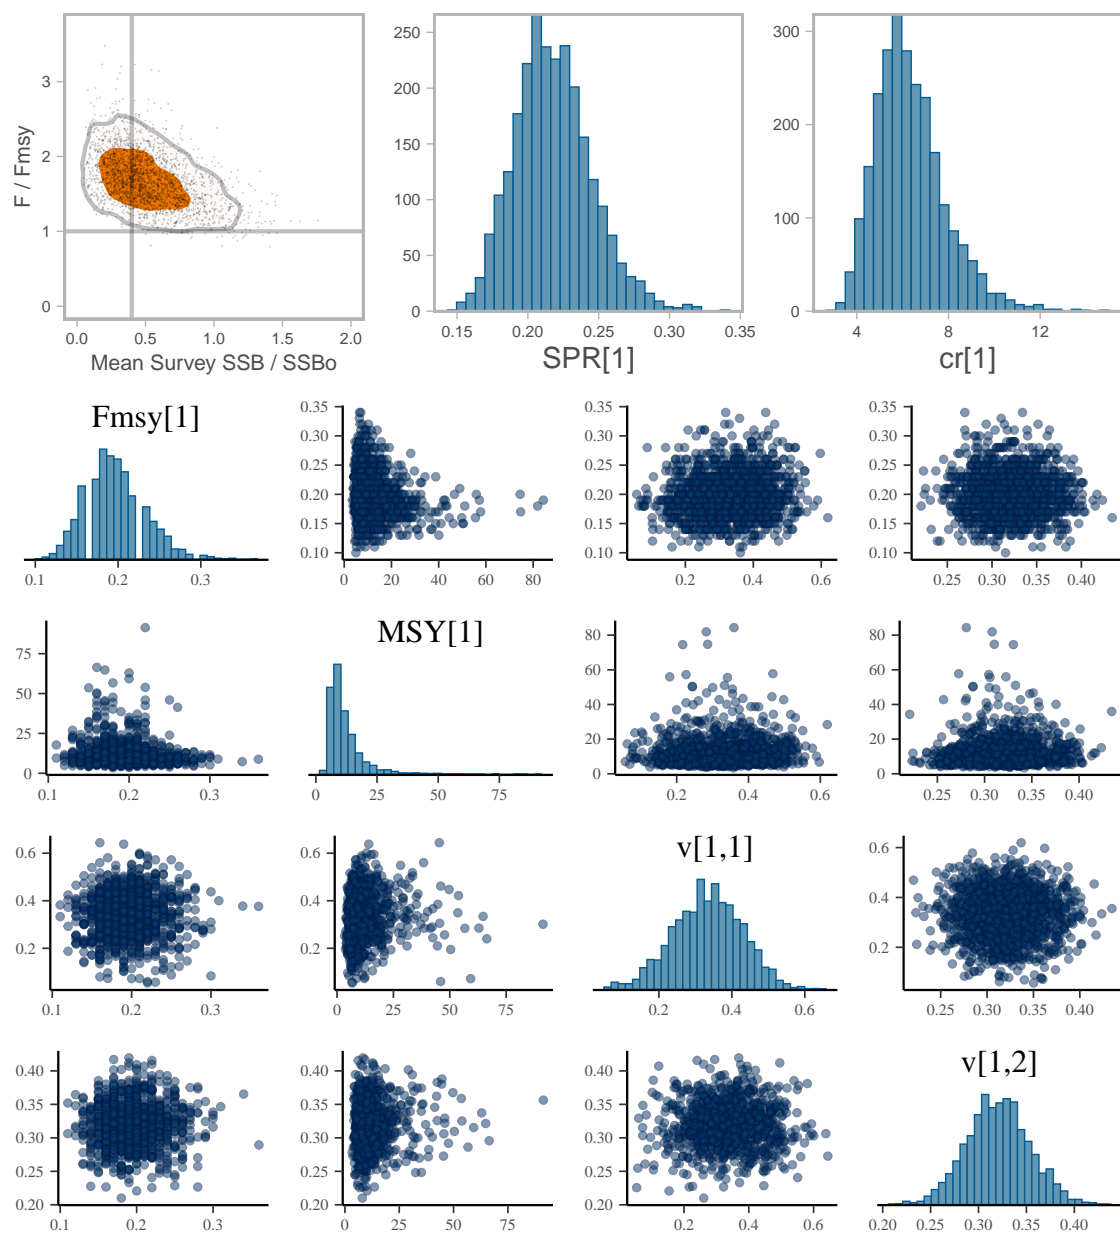 3
2
1
0
F / Fmsy
0.0 0.5 1.0 1.5 2.0
Mean Survey SSB / SSBo
250
200
150
100
50
0
0.15 0.20 0.25 0.30 0.35
SPR[1]
300
200
100
0
4 8 12
cr[1]
Fmsy[1]
0.1 0.2 0.3
0.35
0.30
0.25
0.20
0.15
0.10
0 20 40 60 80
0.35
0.30
0.25
0.20
0.15
0.10
0.2 0.4 0.6
0.35
0.30
0.25
0.20
0.15
0.10
0.25 0.30 0.35 0.40
75
50
25
0
0.1 0.2 0.3
MSY[1]
0 25 50 75
80
60
40
20
0
0.2 0.4 0.6
80
60
40
20
0
0.25 0.30 0.35 0.40
0.6
0.4
0.2
0.1 0.2 0.3
0.6
0.4
0.2
0 25 50 75
v[1,1]
0.2 0.4 0.6
0.6
0.4
0.2
0.25 0.30 0.35 0.40
0.40
0.35
0.30
0.25
0.20
0.1 0.2 0.3
0.40
0.35
0.30
0.25
0.20
0 25 50 75
0.40
0.35
0.30
0.25
0.20
0.2 0.4 0.6
v[1,2]
0.20 0.25 0.30 0.35 0.40